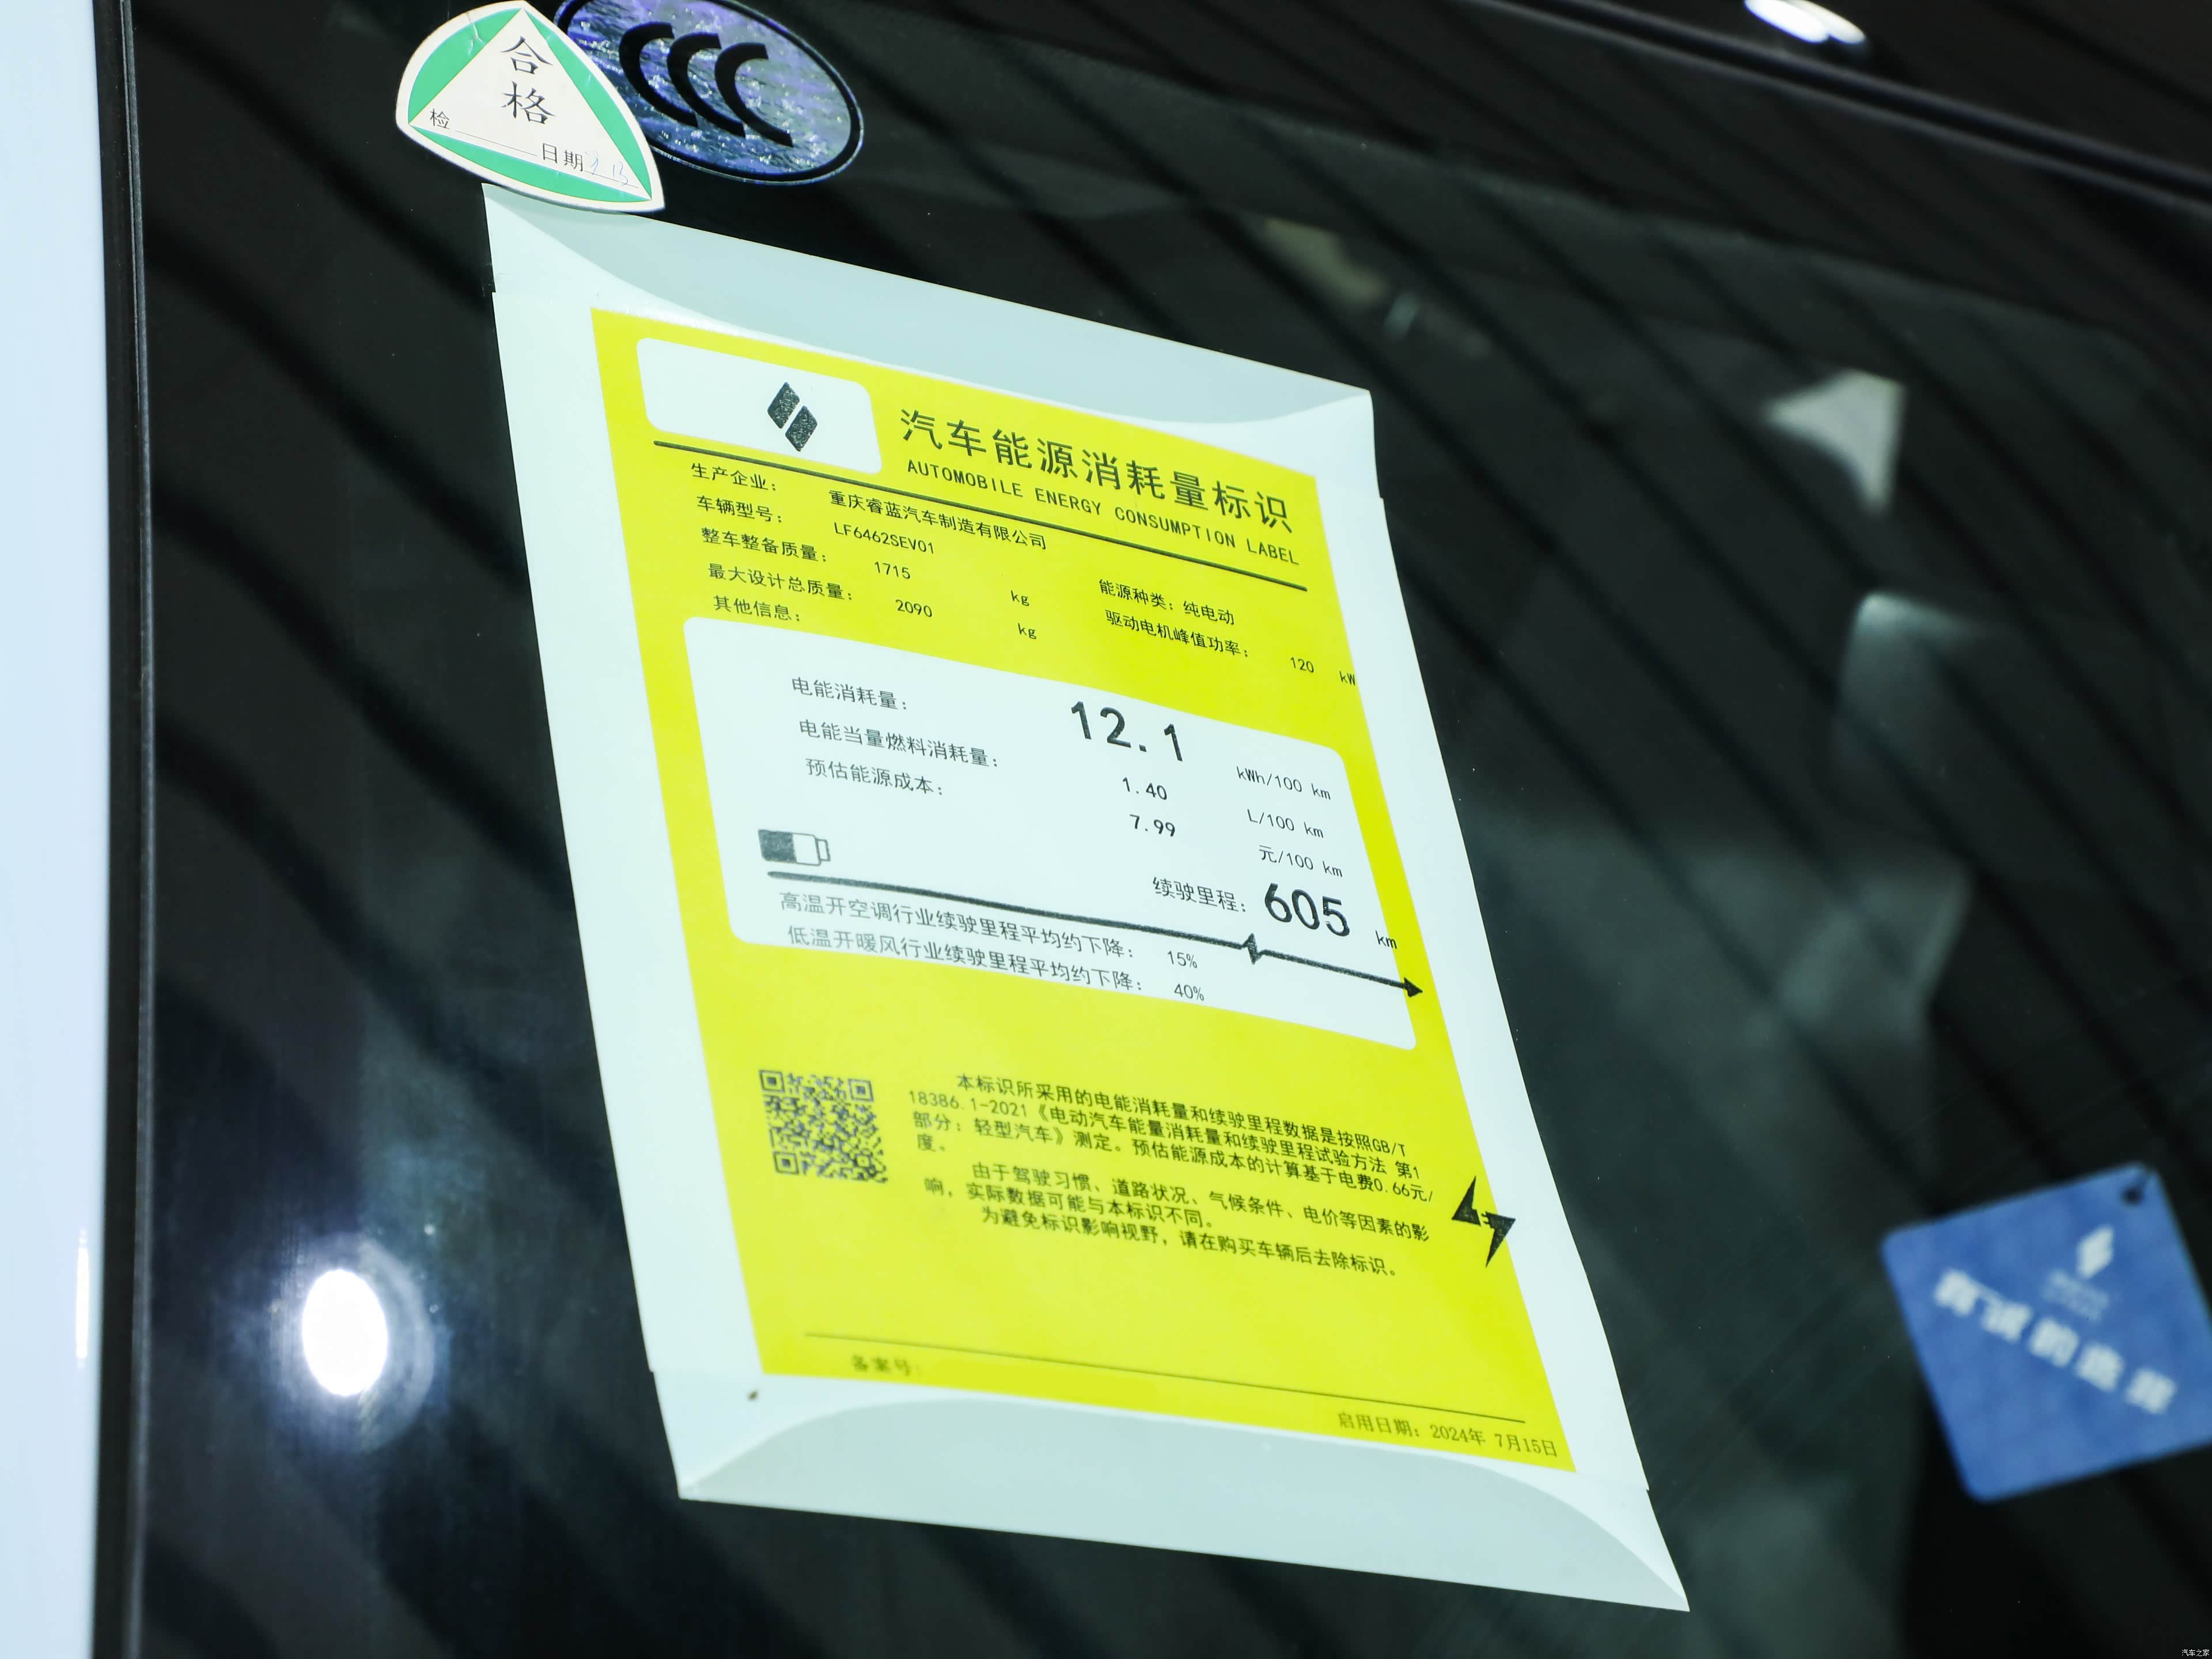 合
格
检
日期
CCC
汽车能源消耗量标识
AUTOMOBILE ENERGY CONSUMPTION LABEL
生产企业： 重庆睿蓝汽车制造有限公司
车辆型号： LF6462SEV01
整车整备质量： 1715 kg 能源种类：纯电动
最大设计总质量： 2090 kg 驱动电机峰值功率： 120 kW
其他信息：
电能消耗量： 12.1 kWh/100 km
电能当量燃料消耗量： 1.40 L/100 km
预估能源成本： 7.99 元/100 km
续驶里程： 605 km
高温开空调行业续驶里程平均约下降： 15%
低温开暖风行业续驶里程平均约下降： 40%
本标识所采用的电能消耗量和续驶里程数据是按照GB/T
18386.1-2021《电动汽车能量消耗量和续驶里程试验方法 第1
部分：轻型汽车》测定。预估能源成本的计算基于电费0.66元/
度。
由于驾驶习惯、道路状况、气候条件、电价等因素的影
响，实际数据可能与本标识不同。
为避免标识影响视野，请在购买车辆后去除标识。
备案号：
启用日期：2024年 7月15日
汽车之家